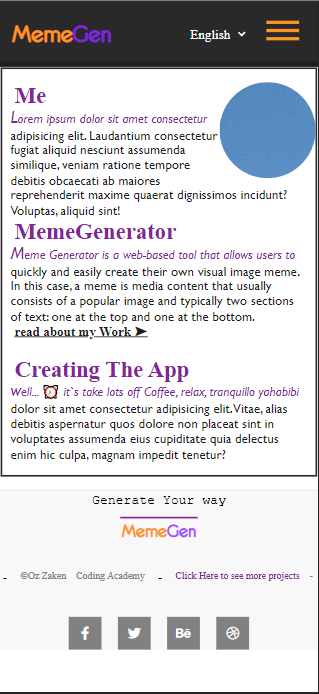 MemeGen
English
Me
Lorem ipsum dolor sit amet consectetur
adipisicing elit. Laudantium consectetur
fugiat aliquid nesciunt assumenda
similique, veniam ratione tempore
debitis obcaecati ab maiores
reprehenderit maxime quaerat dignissimos incidunt?
Voluptas, aliquid sint!
MemeGenerator
Meme Generator is a web-based tool that allows users to
quickly and easily create their own visual image meme.
In this case, a meme is media content that usually
consists of a popular image and typically two sections
of text: one at the top and one at the bottom.
read about my Work ➤
Creating The App
Well... ⏰ it`s take lots off Coffee, relax, tranquillo yahabibi
dolor sit amet consectetur adipisicing elit.Vitae, alias
debitis aspernatur quos dolore non placeat sint in
voluptates assumenda eius cupiditate quia delectus
enim hic culpa, magnam impedit tenetur?
Generate Your way
MemeGen
- ©Oz Zaken Coding Academy - Click Here to see more projects -
f Bē